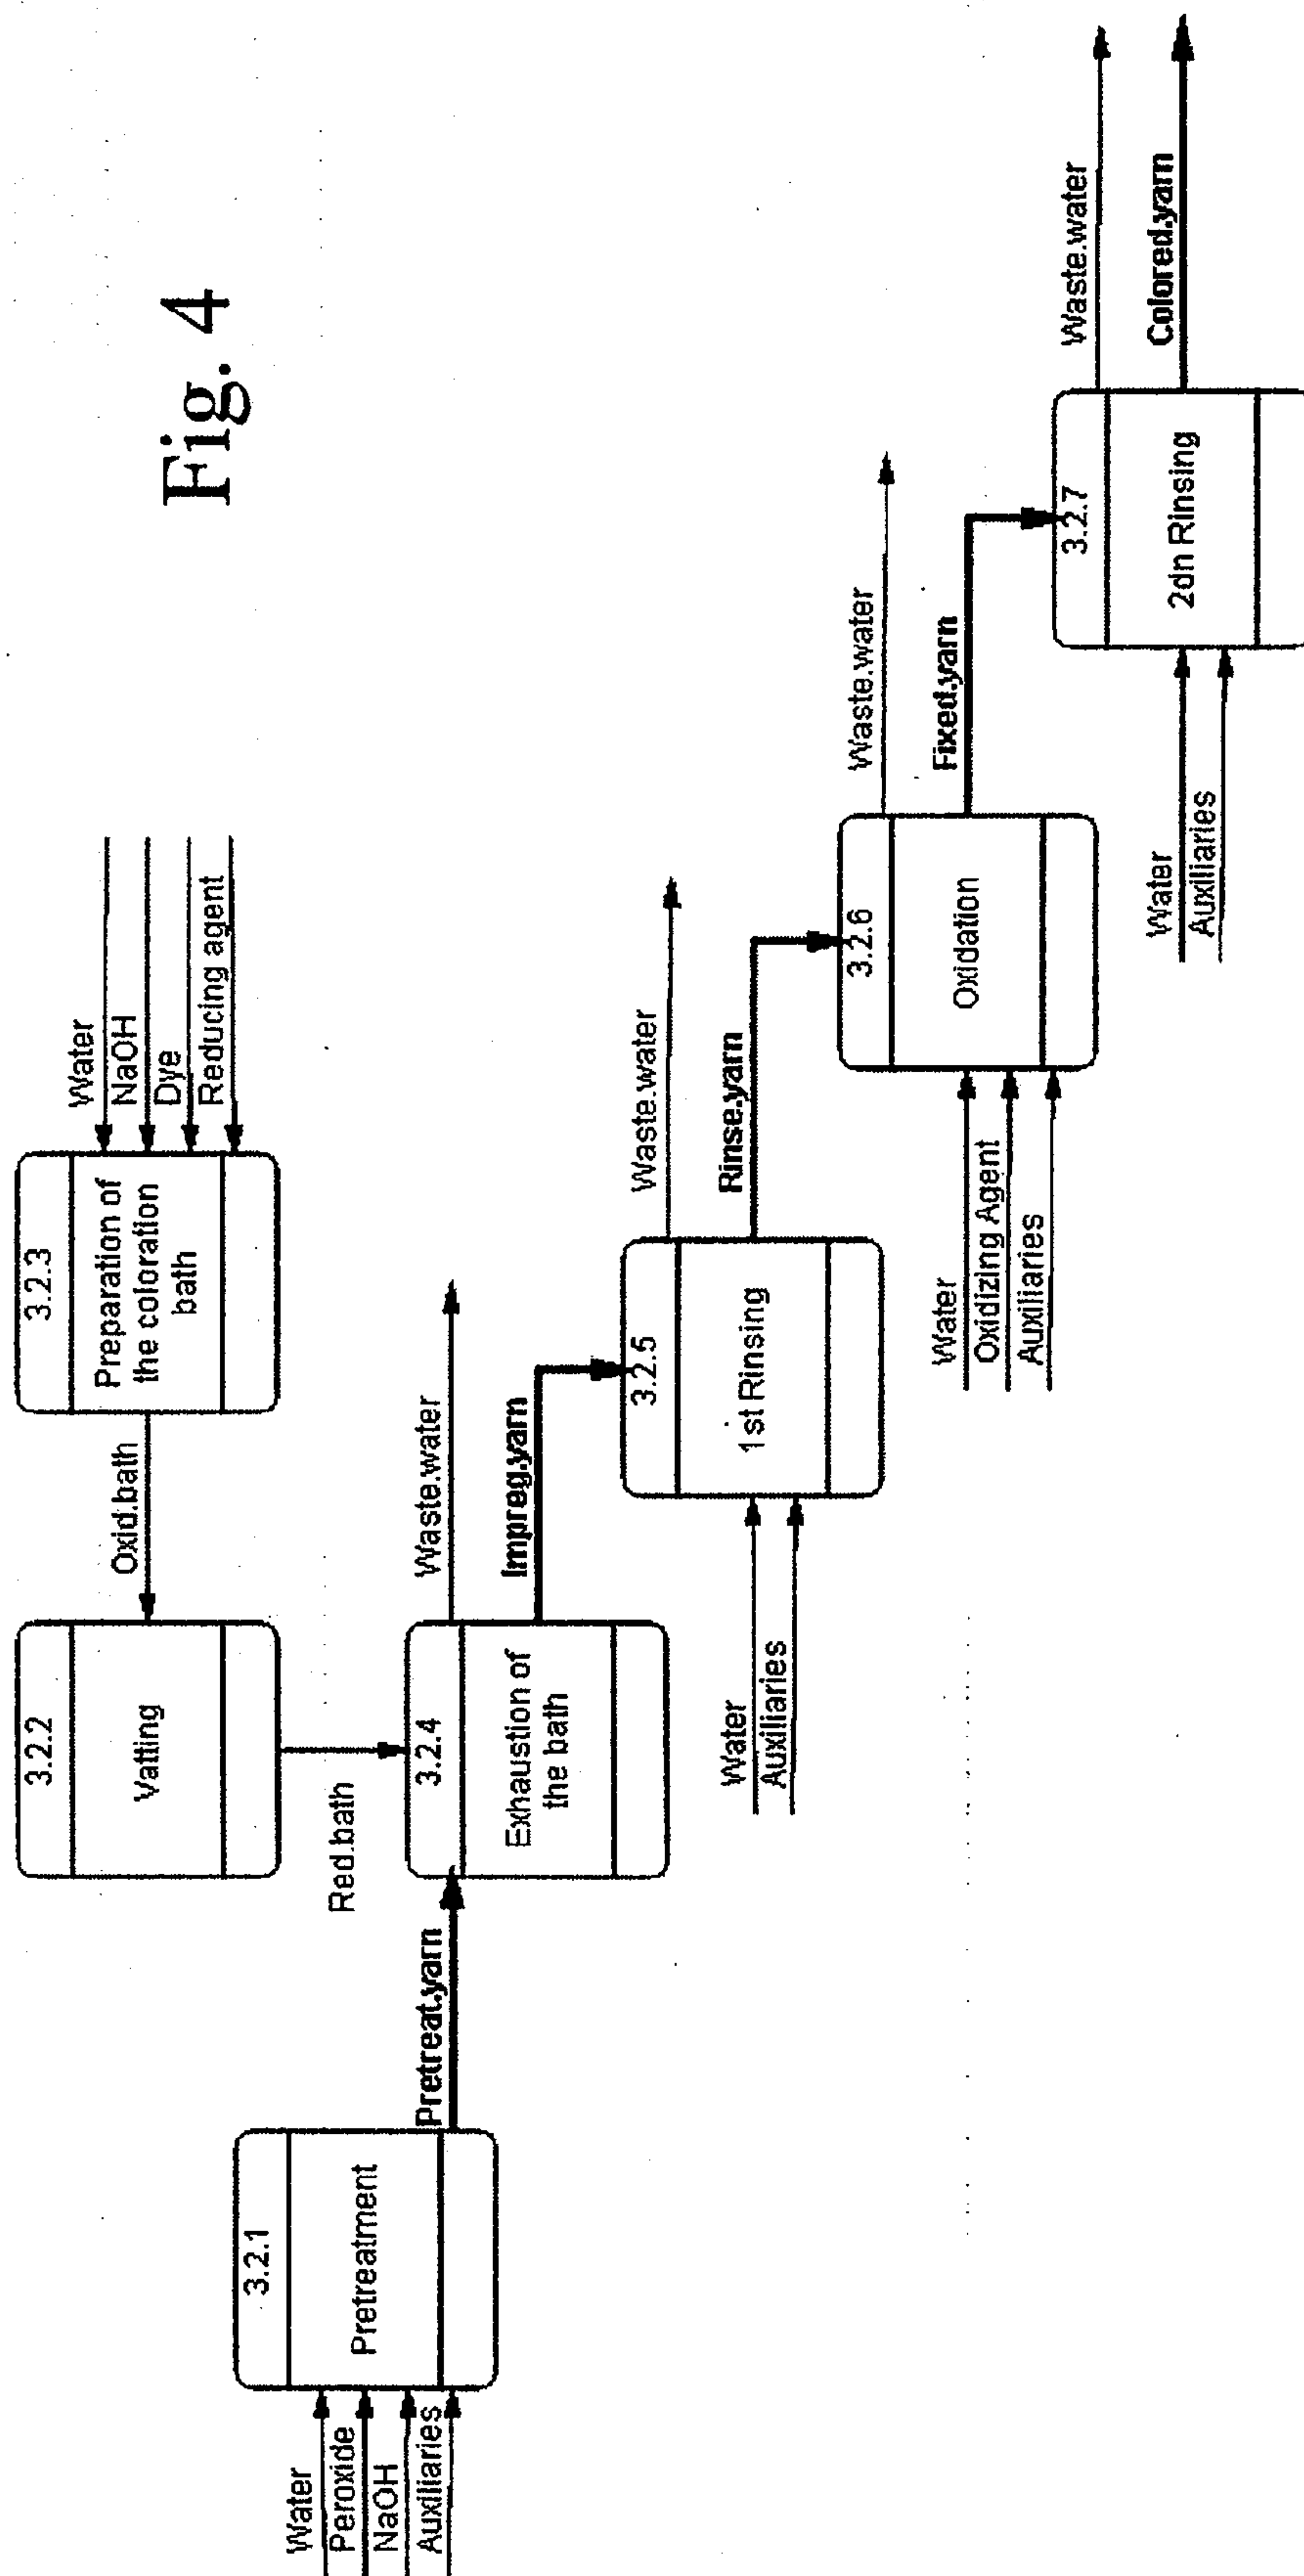 Fig. 4
3.2.2
Vatting
Oxid.bath
3.2.3
Preparation of
the coloration
bath
Water
NaOH
Dye
Reducing agent
Red.bath
Water
Peroxide
NaOH
Auxiliaries
3.2.1
Pretreatment
Pretreat.yarn
3.2.4
Exhaustion of
the bath
Waste.water
Impreg.yarn
Water
Auxiliaries
3.2.5
1st Rinsing
Waste.water
Rinse.yarn
Water
Oxidizing Agent
Auxiliaries
3.2.6
Oxidation
Waste.water
Fixed.yarn
Water
Auxiliaries
3.2.7
2dn Rinsing
Waste.water
Colored.yarn